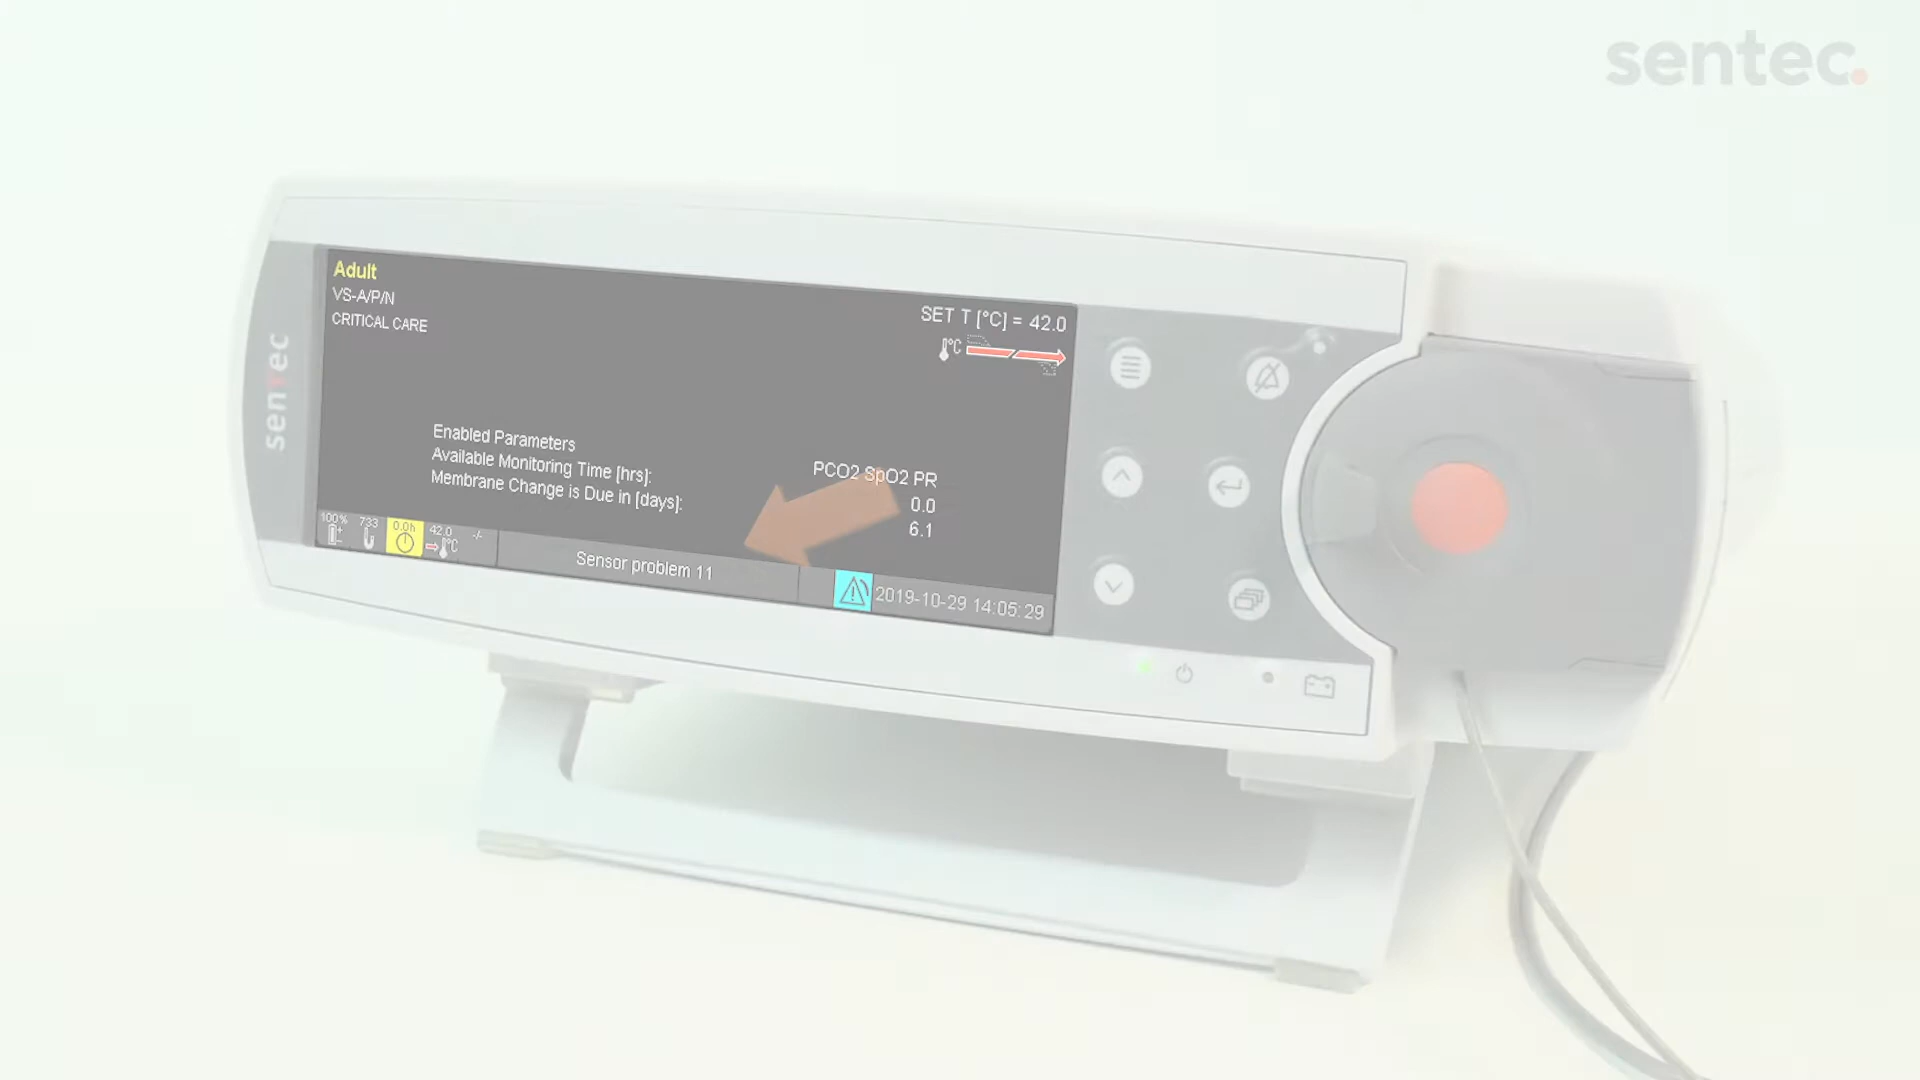 sentec.
sentec
Adult
VS-A/P/N
CRITICAL CARE
SET T [°C] = 42.0
°C
Enabled Parameters
PCO2 SpO2 PR
Available Monitoring Time [hrs]:
0.0
Membrane Change is Due in [days]:
6.1
100%
733
0.0h
42.0
°C
-/-
Sensor problem 11
2019-10-29 14:05:29